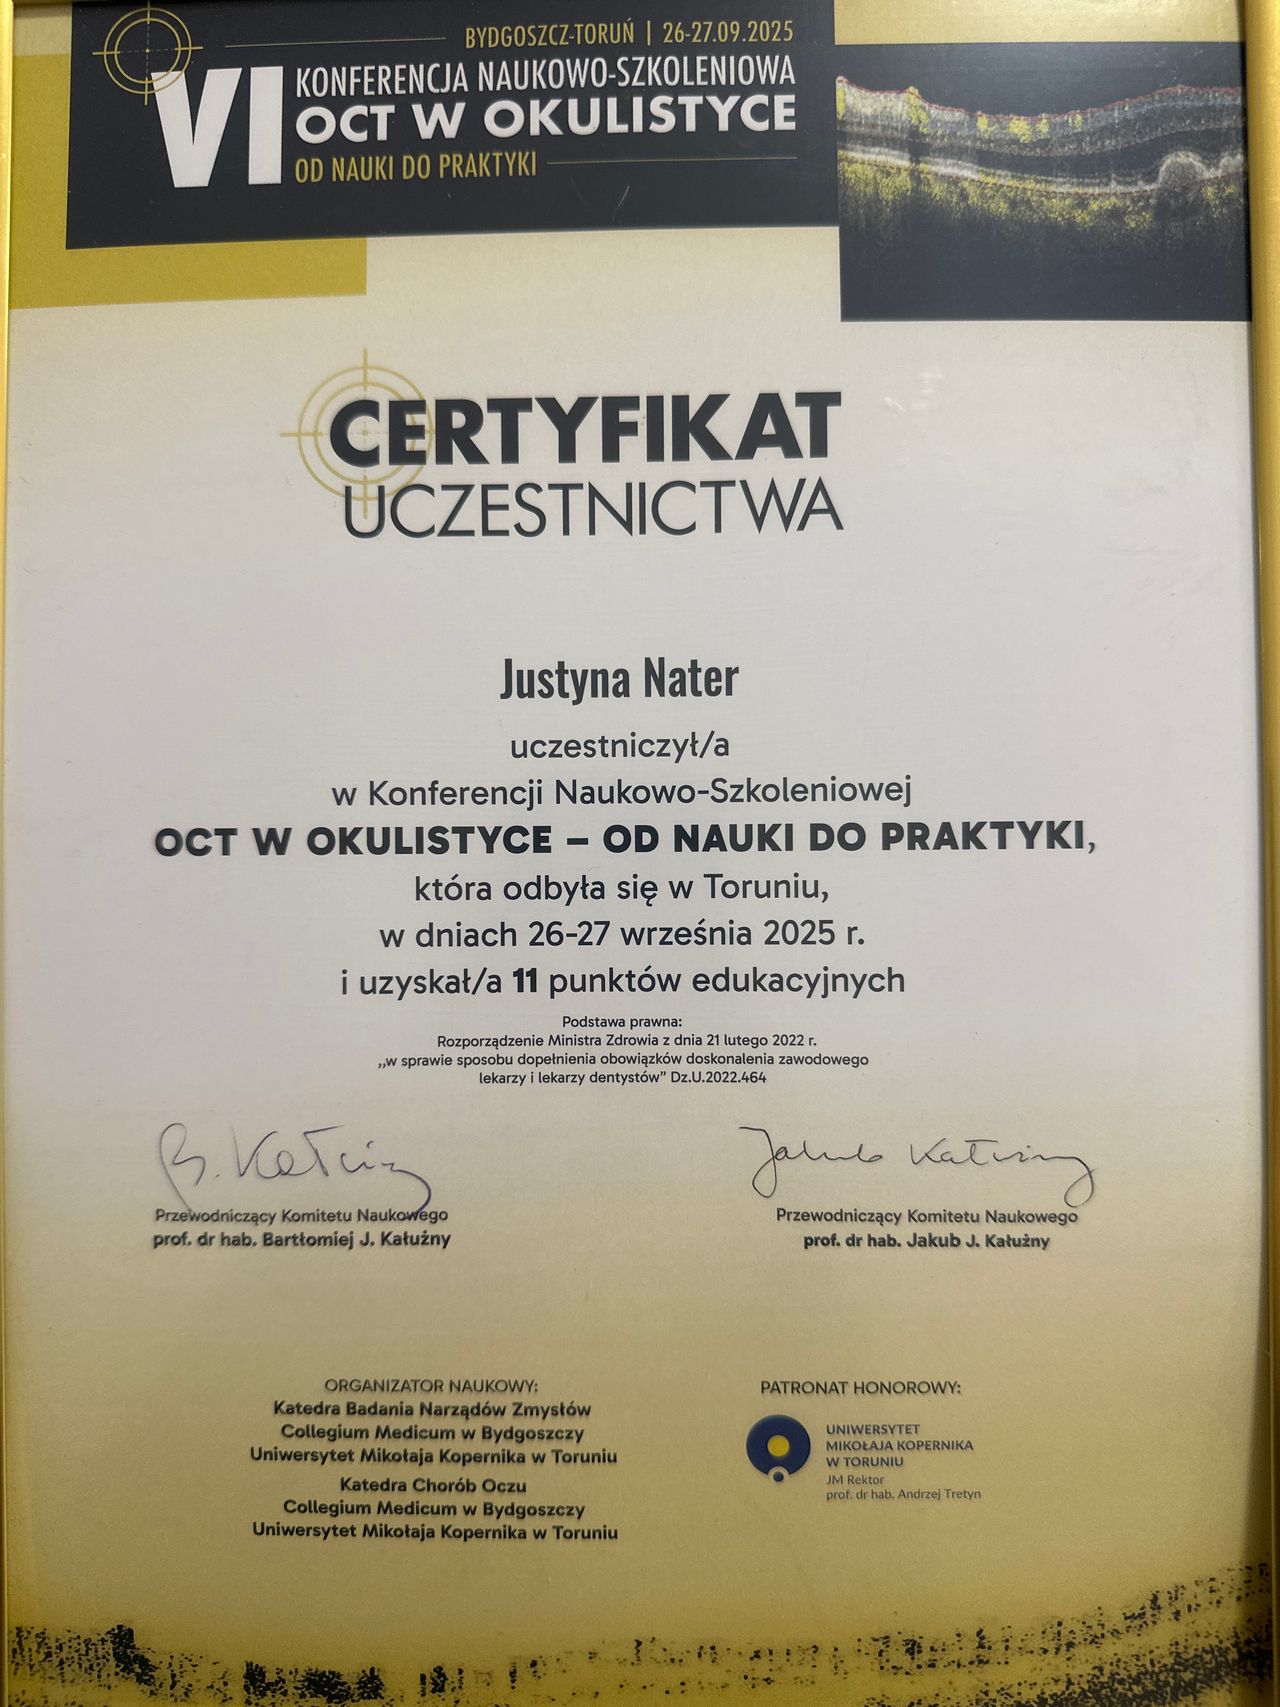 BYDGOSZCZ-TORUŃ | 26-27.09.2025
VI KONFERENCJA NAUKOWO-SZKOLENIOWA
OCT W OKULISTYCE
OD NAUKI DO PRAKTYKI
CERTYFIKAT
UCZESTNICTWA
Justyna Nater
uczestniczył/a
w Konferencji Naukowo-Szkoleniowej
OCT W OKULISTYCE – OD NAUKI DO PRAKTYKI,
która odbyła się w Toruniu,
w dniach 26-27 września 2025 r.
i uzyskał/a 11 punktów edukacyjnych
Podstawa prawna:
Rozporządzenie Ministra Zdrowia z dnia 21 lutego 2022 r.
„w sprawie sposobu dopełnienia obowiązków doskonalenia zawodowego
lekarzy i lekarzy dentystów” Dz.U.2022.464
B. Kałużny
Jakub Kałużny
Przewodniczący Komitetu Naukowego
prof. dr hab. Bartłomiej J. Kałużny
Przewodniczący Komitetu Naukowego
prof. dr hab. Jakub J. Kałużny
ORGANIZATOR NAUKOWY:
Katedra Badania Narządów Zmysłów
Collegium Medicum w Bydgoszczy
Uniwersytet Mikołaja Kopernika w Toruniu
Katedra Chorób Oczu
Collegium Medicum w Bydgoszczy
Uniwersytet Mikołaja Kopernika w Toruniu
PATRONAT HONOROWY:
UNIWERSYTET
MIKOŁAJA KOPERNIKA
W TORUNIU
JM Rektor
prof. dr hab. Andrzej Tretyn